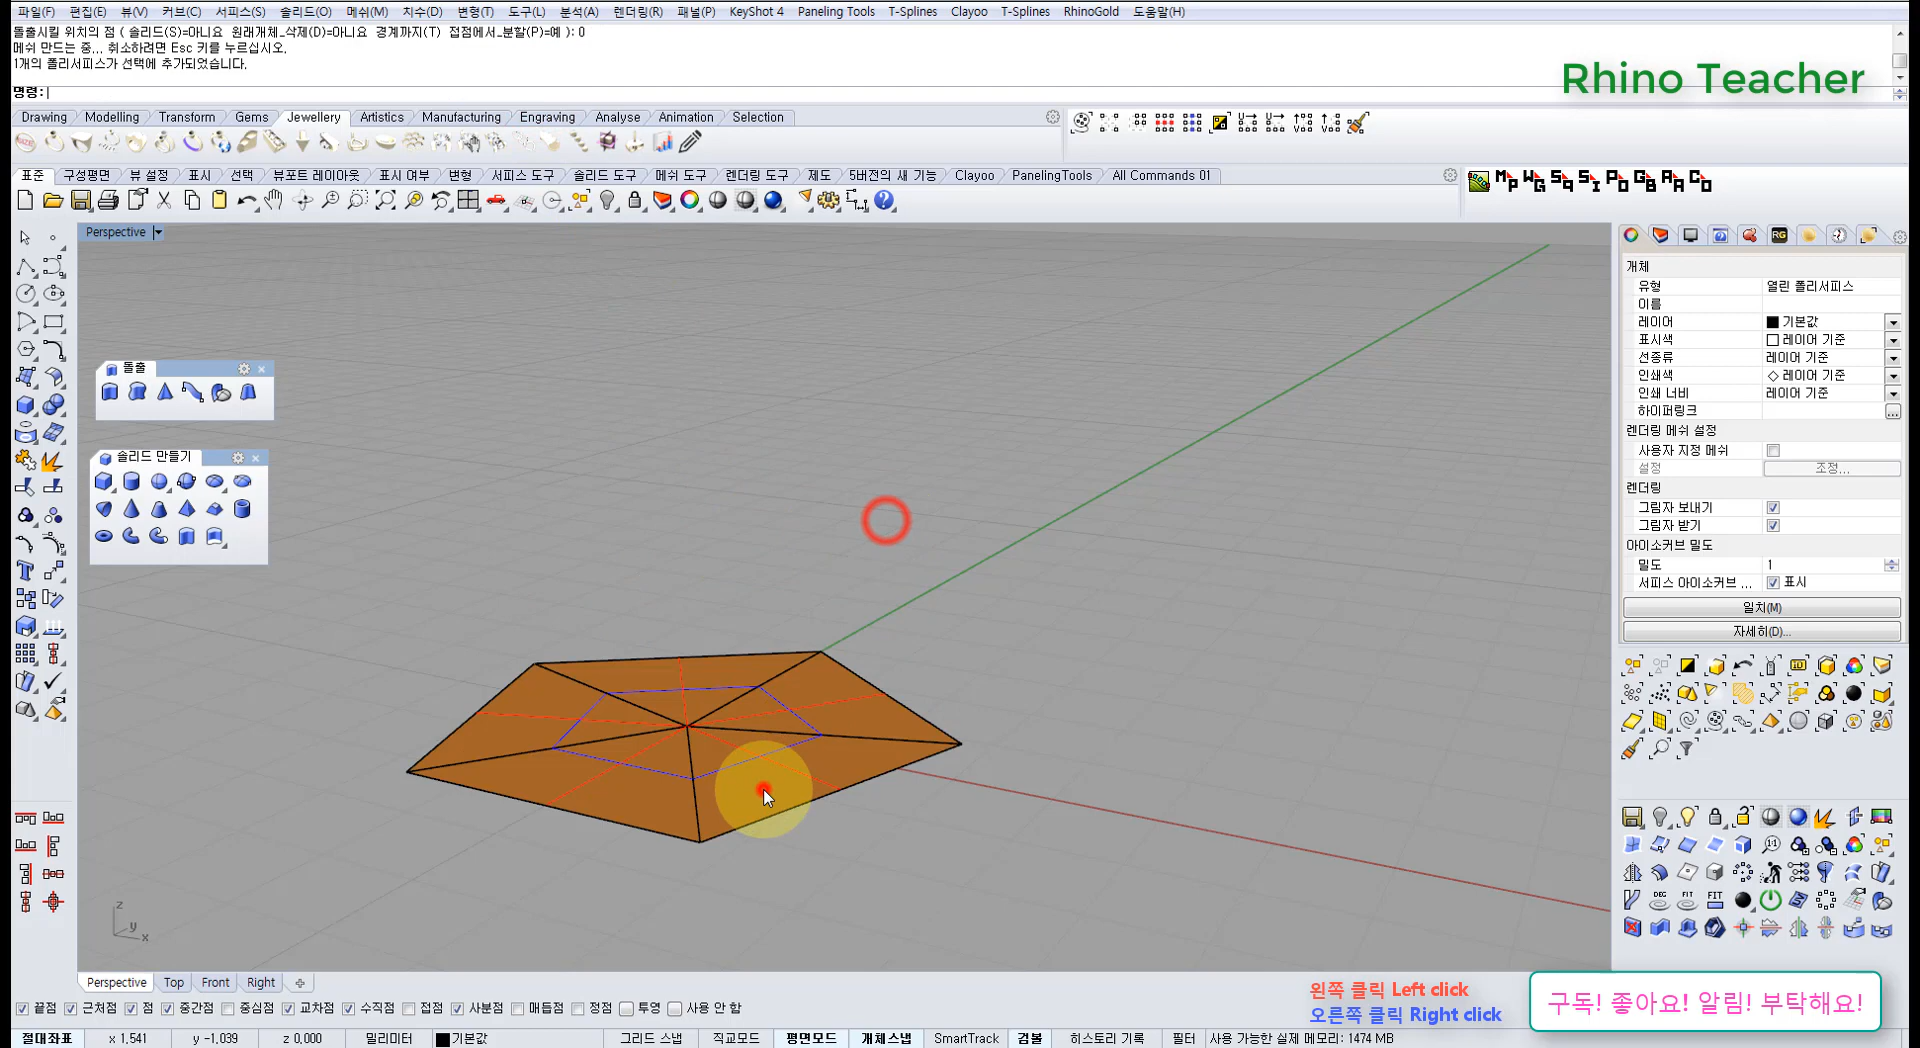 파일(F) 편집(E) 뷰(V) 커브(C) 서피스(S) 솔리드(O) 메쉬(M) 치수(D) 변형(T) 도구(L) 분석(A) 렌더링(R) 패널(P) KeyShot 4 Paneling Tools T-Splines Clayoo T-Splines RhinoGold 도움말(H)
돌출시킬 위치의 점 ( 솔리드(S)=아니요 원래개체_삭제(D)=아니요 경계까지(T) 접점에서_분할(P)=예 ): 0
메쉬 만드는 중... 취소하려면 Esc 키를 누르십시오.
1개의 폴리서피스가 선택에 추가되었습니다.
명령:
Rhino Teacher
Drawing Modelling Transform Gems Jewellery Artistics Manufacturing Engraving Analyse Animation Selection
표준 구성평면 뷰 설정 표시 선택 뷰포트 레이아웃 표시 여부 변형 서피스 도구 솔리드 도구 메쉬 도구 렌더링 도구 제도 5버전의 새 기능 Clayoo PanelingTools All Commands 01
Perspective
돌출
솔리드 만들기
개체
유형 열린 폴리서피스
이름
레이어 기본값
표시색 레이어 기준
선종류 레이어 기준
인쇄색 레이어 기준
인쇄 너비 레이어 기준
하이퍼링크 ...
렌더링 메쉬 설정
사용자 지정 메쉬
설정 조정...
렌더링
그림자 보내기
그림자 받기
아이소커브 밀도
밀도 1
서피스 아이소커브 ... 표시
일치(M)
자세히(D)...
z
y
x
Perspective Top Front Right
끝점 근처점 점 중간점 중심점 교차점 수직점 접점 사분점 매듭점 정점 투영 사용 안 함
왼쪽 클릭 Left click
오른쪽 클릭 Right click
구독! 좋아요! 알림! 부탁해요!
절대좌표 x 1,541 y -1,039 z 0,000 밀리미터 기본값 그리드 스냅 직교모드 평면모드 개체스냅 SmartTrack 검볼 히스토리 기록 필터 사용 가능한 실제 메모리: 1474 MB